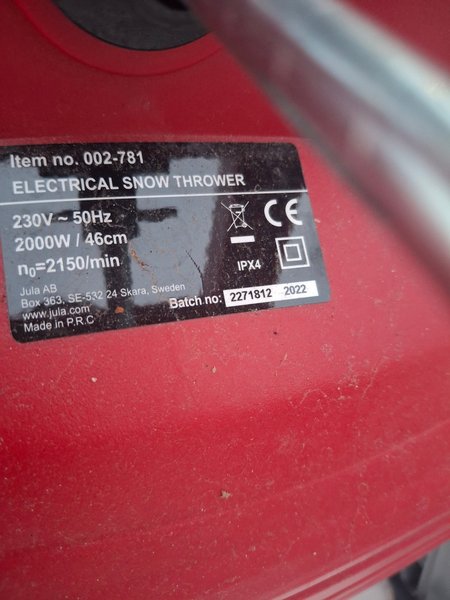 Item no. 002-781
ELECTRICAL SNOW THROWER
230V ~ 50Hz
2000W / 46cm
n₀=2150/min
IPX4
Jula AB
Box 363, SE-532 24 Skara, Sweden
www.jula.com
Made in P.R.C
Batch no: 2271812 2022
CE